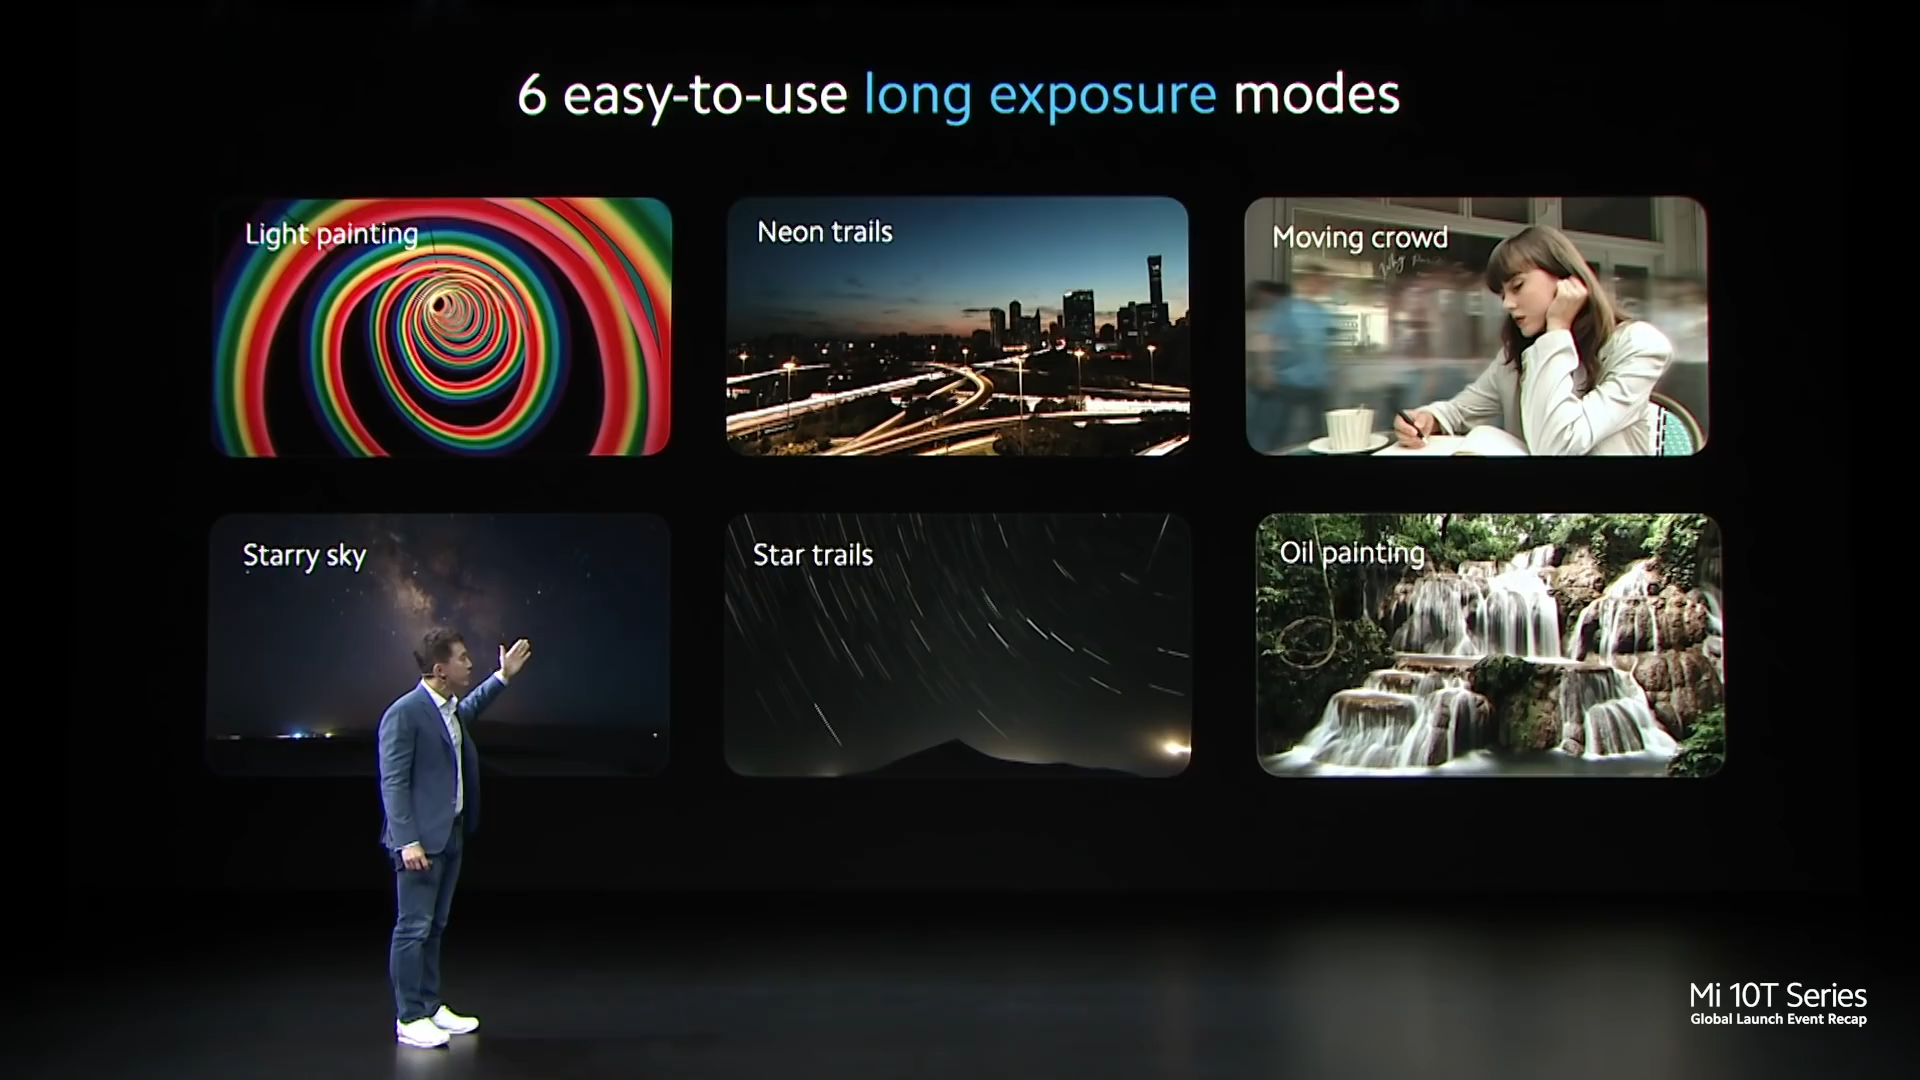 6 easy-to-use long exposure modes
Light painting
Neon trails
Moving crowd
Starry sky
Star trails
Oil painting
Mi 10T Series
Global Launch Event Recap